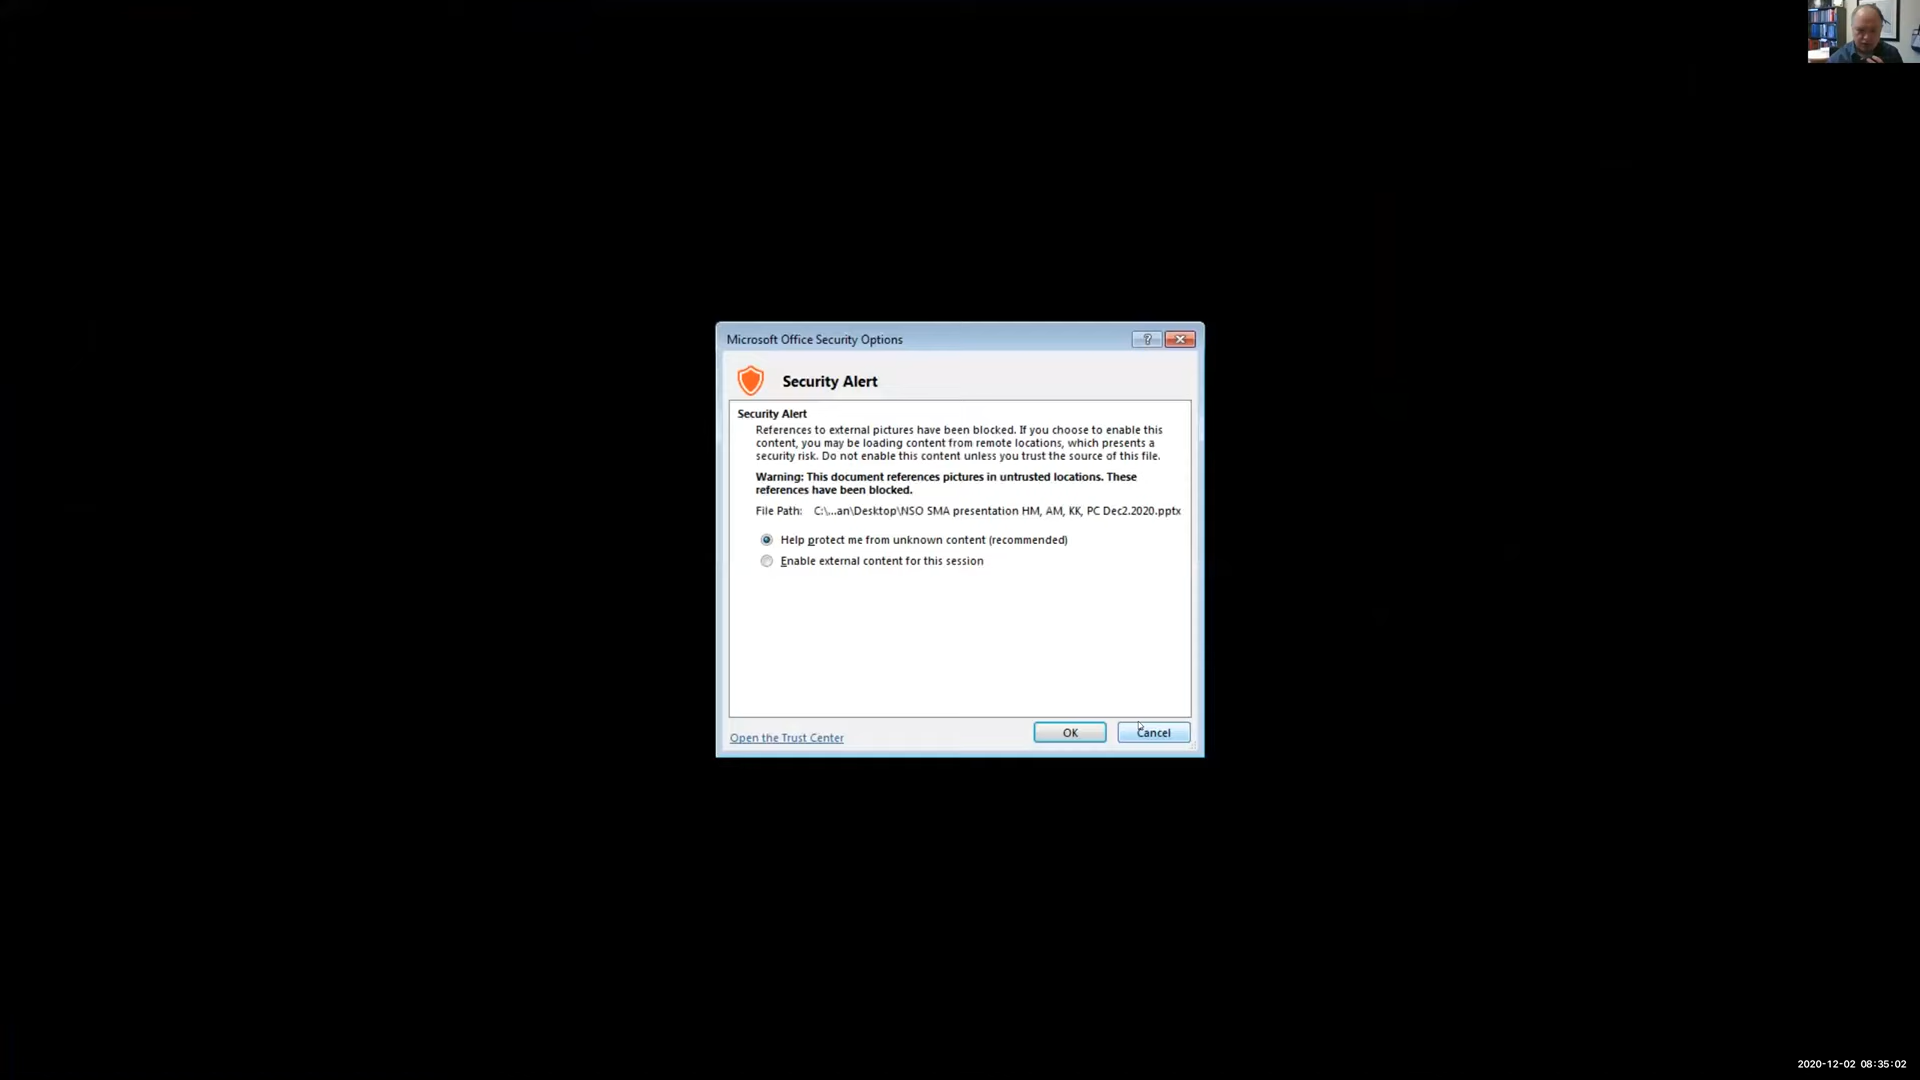 Microsoft Office Security Options
?
Security Alert
Security Alert
References to external pictures have been blocked. If you choose to enable this
content, you may be loading content from remote locations, which presents a
security risk. Do not enable this content unless you trust the source of this file.
Warning: This document references pictures in untrusted locations. These
references have been blocked.
File Path: C:\...an\Desktop\NSO SMA presentation HM, AM, KK, PC Dec2.2020.pptx
Help protect me from unknown content (recommended)
Enable external content for this session
Open the Trust Center
OK
Cancel
2020-12-02 08:35:02